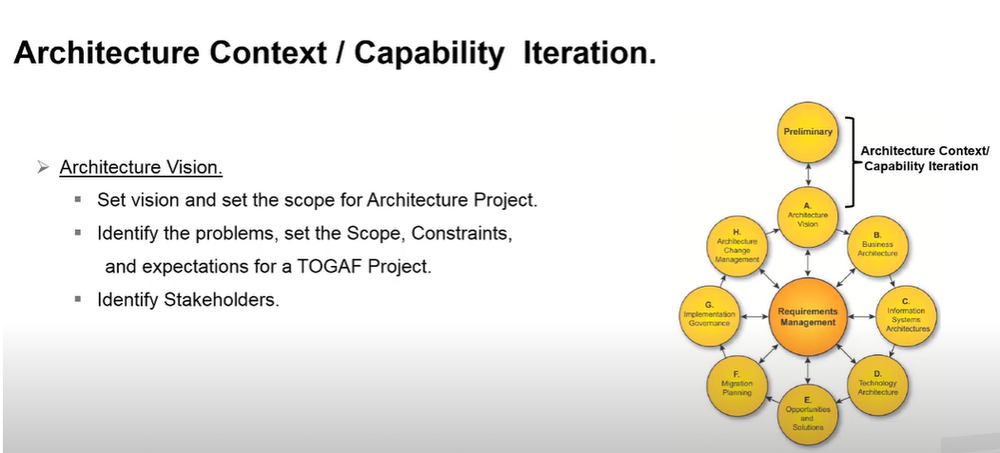 Architecture Context / Capability Iteration.
➢ Architecture Vision.
▪ Set vision and set the scope for Architecture Project.
▪ Identify the problems, set the Scope, Constraints,
and expectations for a TOGAF Project.
▪ Identify Stakeholders.
Preliminary
Architecture Context/
Capability Iteration
A.
Architecture
Vision
B.
Business
Architecture
C.
Information
Systems
Architectures
D.
Technology
Architecture
E.
Opportunities
and
Solutions
F.
Migration
Planning
G.
Implementation
Governance
H.
Architecture
Change
Management
Requirements
Management